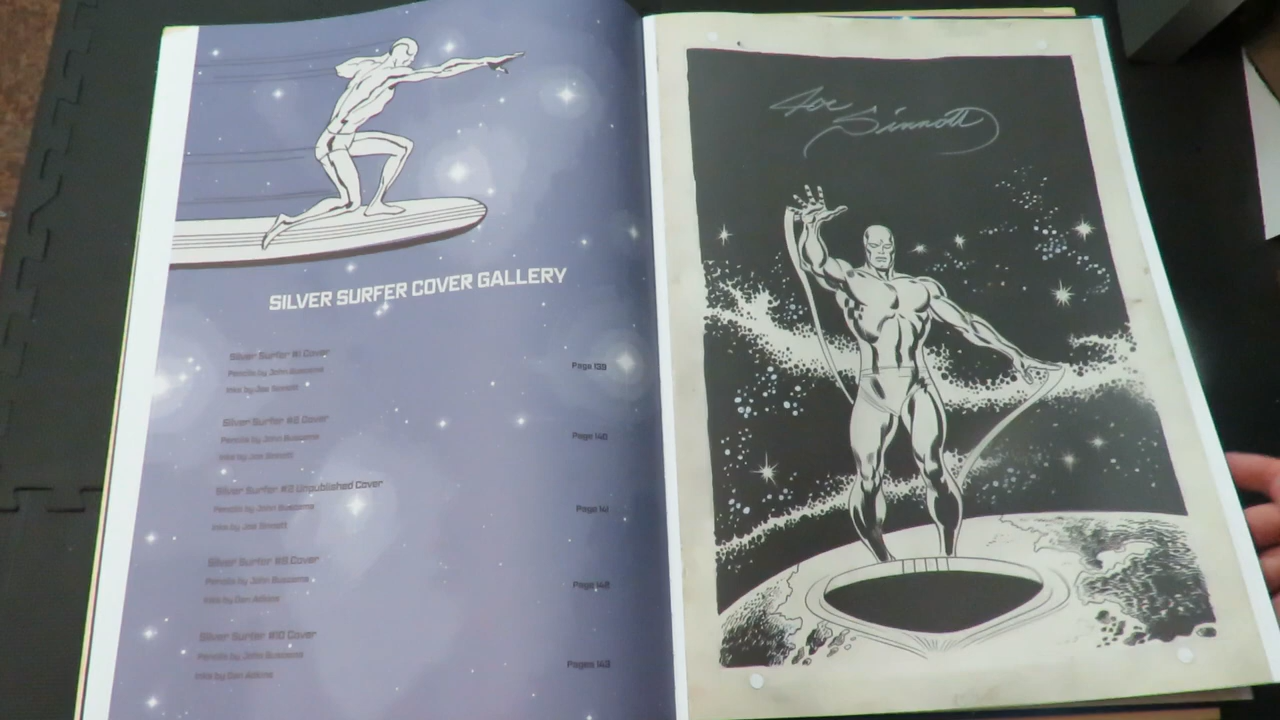 SILVER SURFER COVER GALLERY
Silver Surfer #1 Cover
Pencils by John Buscema
Inks by Joe Sinnott
Page 139
Silver Surfer Cover
Pencils by John Buscema
Inks by Joe Sinnott
Page 140
Silver Surfer #2 Unpublished Cover
Pencils by John Buscema
Inks by Joe Sinnott
Page 141
Silver Surfer Cover
Pencils by John Buscema
Inks by Dan Adkins
Page 142
Silver Surfer #10 Cover
Pencils by John Buscema
Inks by Dan Adkins
Pages 143
Joe
Sinnott